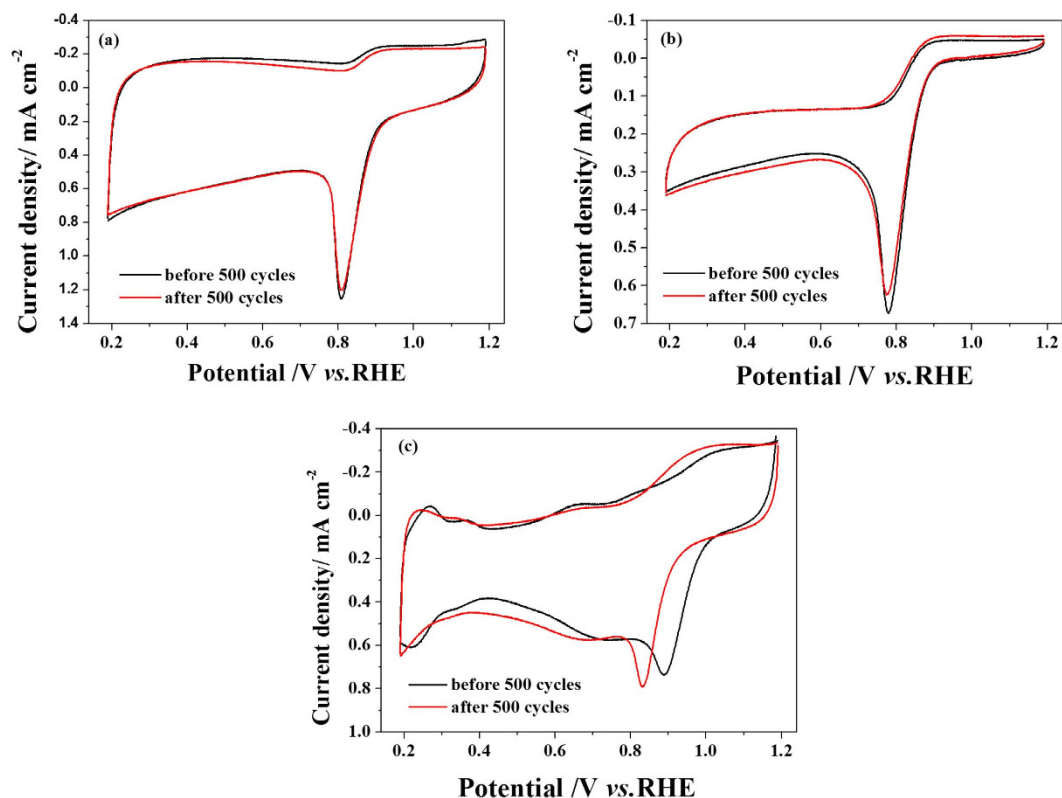 (a)
-0.4
-0.2
0.0
0.2
0.4
0.6
0.8
1.0
1.2
1.4
Current density/ mA cm-2
before 500 cycles
after 500 cycles
0.2 0.4 0.6 0.8 1.0 1.2
Potential /V vs.RHE
(b)
-0.1
0.0
0.1
0.2
0.3
0.4
0.5
0.6
0.7
Current density/ mA cm-2
before 500 cycles
after 500 cycles
0.2 0.4 0.6 0.8 1.0 1.2
Potential /V vs.RHE
(c)
-0.4
-0.2
0.0
0.2
0.4
0.6
0.8
1.0
Current density/ mA cm-2
before 500 cycles
after 500 cycles
0.2 0.4 0.6 0.8 1.0 1.2
Potential /V vs.RHE